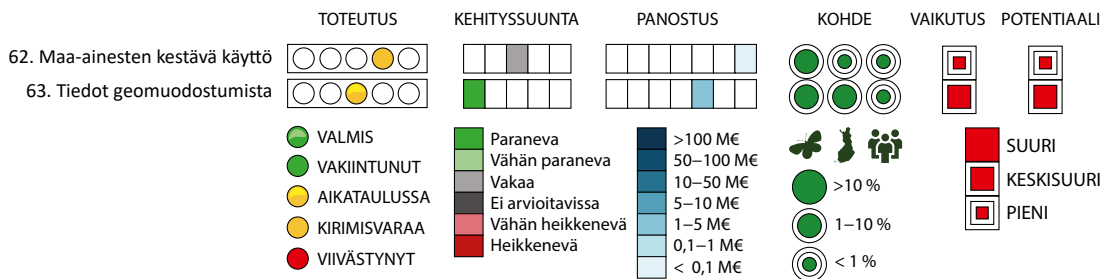 TOTEUTUS KEHITYSSUUNTA PANOSTUS KOHDE VAIKUTUS POTENTIAALI
62. Maa-ainesten kestävä käyttö
63. Tiedot geomuodostumista
VALMIS
VAKIINTUNUT
AIKATAULUSSA
KIRIMISVARAA
VIIVÄSTYNYT
Paraneva
Vähän paraneva
Vakaa
Ei arvioitavissa
Vähän heikkenevä
Heikkenevä
>100 M€
50–100 M€
10–50 M€
5–10 M€
1–5 M€
0,1–1 M€
< 0,1 M€
>10 %
1–10 %
< 1 %
SUURI
KESKISUURI
PIENI